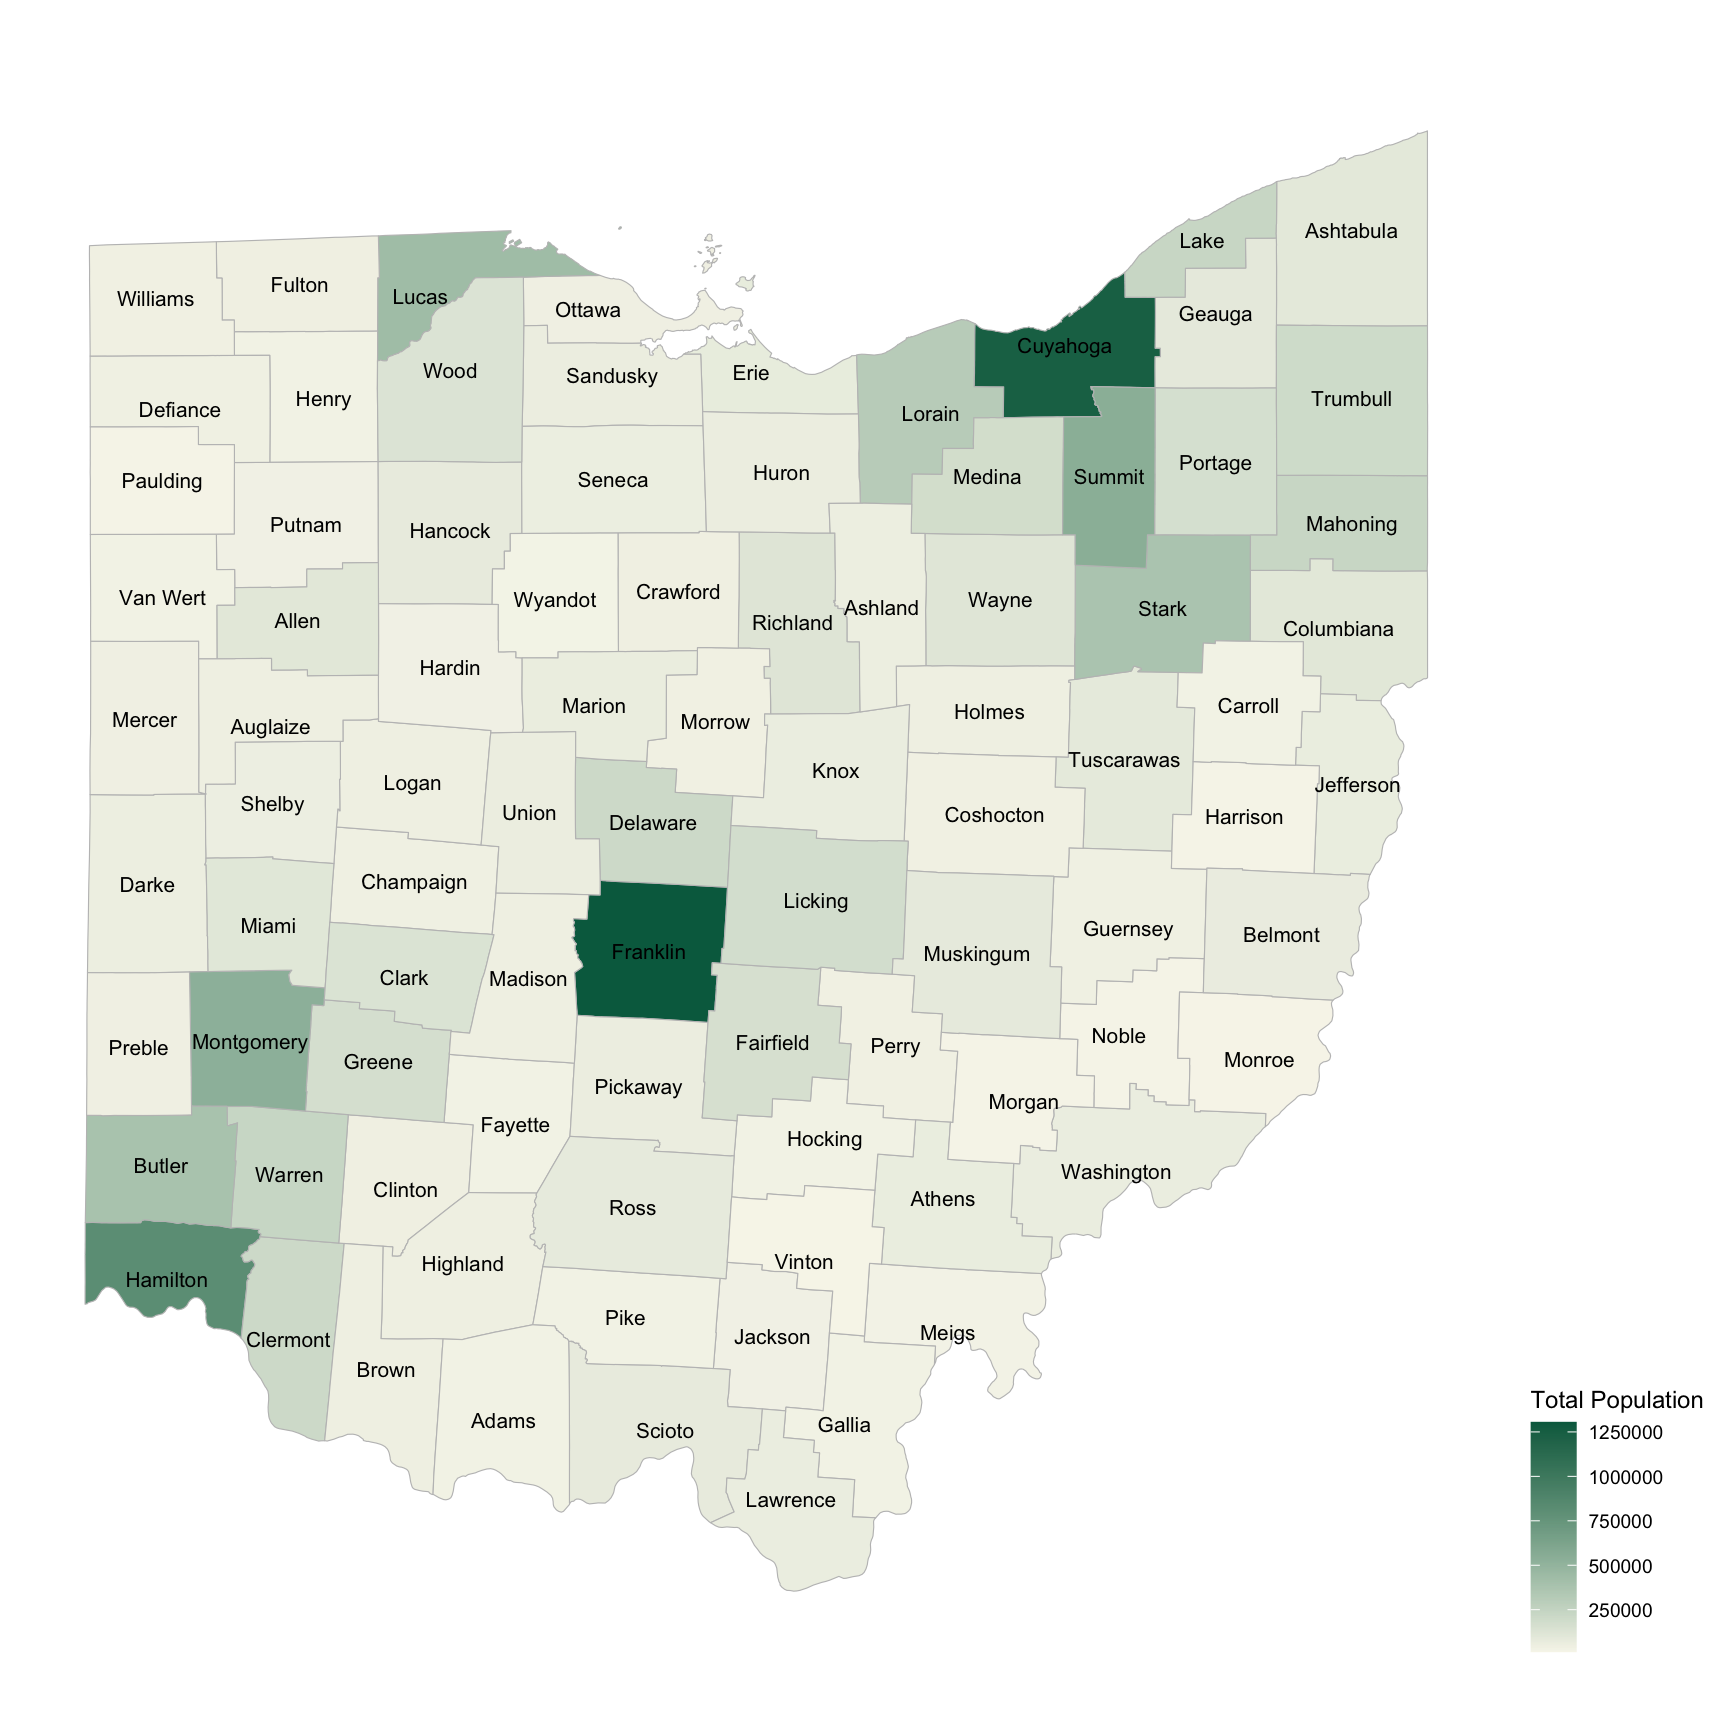 Ashtabula
Lake
Fulton
Williams
Lucas
Ottawa
Geauga
Cuyahoga
Wood
Sandusky
Erie
Defiance
Henry
Lorain
Trumbull
Paulding
Seneca
Huron
Medina
Summit
Portage
Putnam
Hancock
Mahoning
Van Wert
Wyandot
Crawford
Allen
Richland
Ashland
Wayne
Stark
Columbiana
Hardin
Mercer
Auglaize
Marion
Morrow
Holmes
Carroll
Logan
Knox
Tuscarawas
Jefferson
Shelby
Union
Delaware
Coshocton
Harrison
Darke
Champaign
Licking
Miami
Franklin
Muskingum
Guernsey
Belmont
Clark
Madison
Preble
Montgomery
Greene
Fairfield
Perry
Noble
Monroe
Pickaway
Morgan
Fayette
Hocking
Butler
Warren
Clinton
Ross
Athens
Washington
Hamilton
Highland
Vinton
Pike
Jackson
Meigs
Clermont
Brown
Adams
Scioto
Gallia
Lawrence
Total Population
1250000
1000000
750000
500000
250000